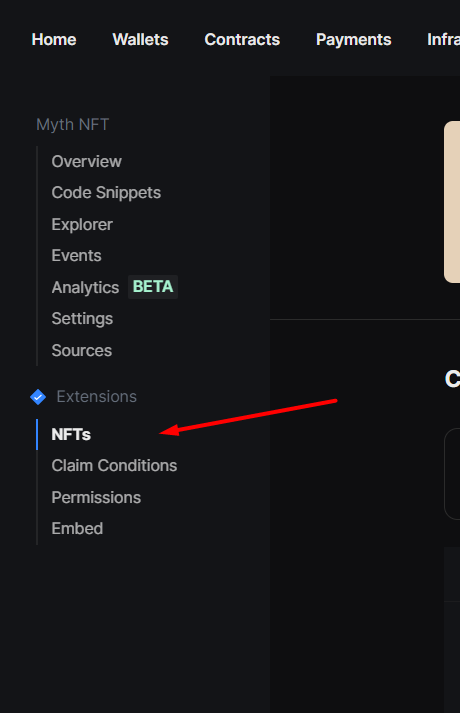 Home Wallets Contracts Payments Infra
Myth NFT
Overview
Code Snippets
Explorer
Events
Analytics BETA
Settings
Sources
Extensions
NFTs
Claim Conditions
Permissions
Embed
C